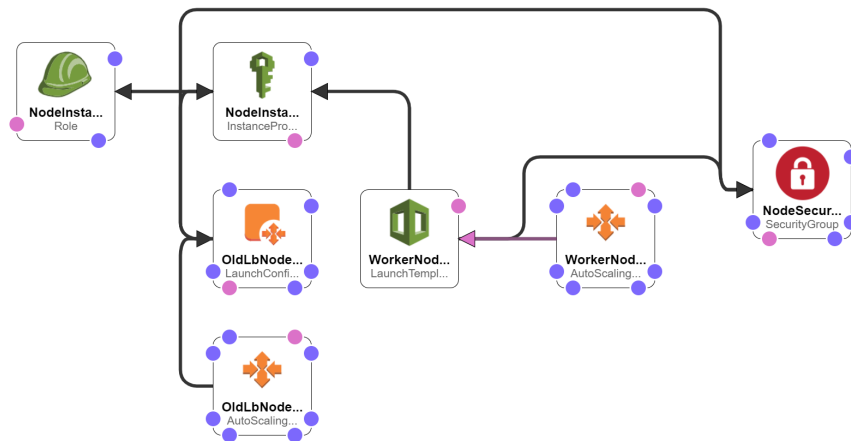 NodeInsta...
Role
NodeInsta...
InstancePro...
NodeSecur...
SecurityGroup
OldLbNode...
LaunchConfi...
WorkerNod...
LaunchTempl...
WorkerNod...
AutoScaling...
OldLbNode...
AutoScaling...